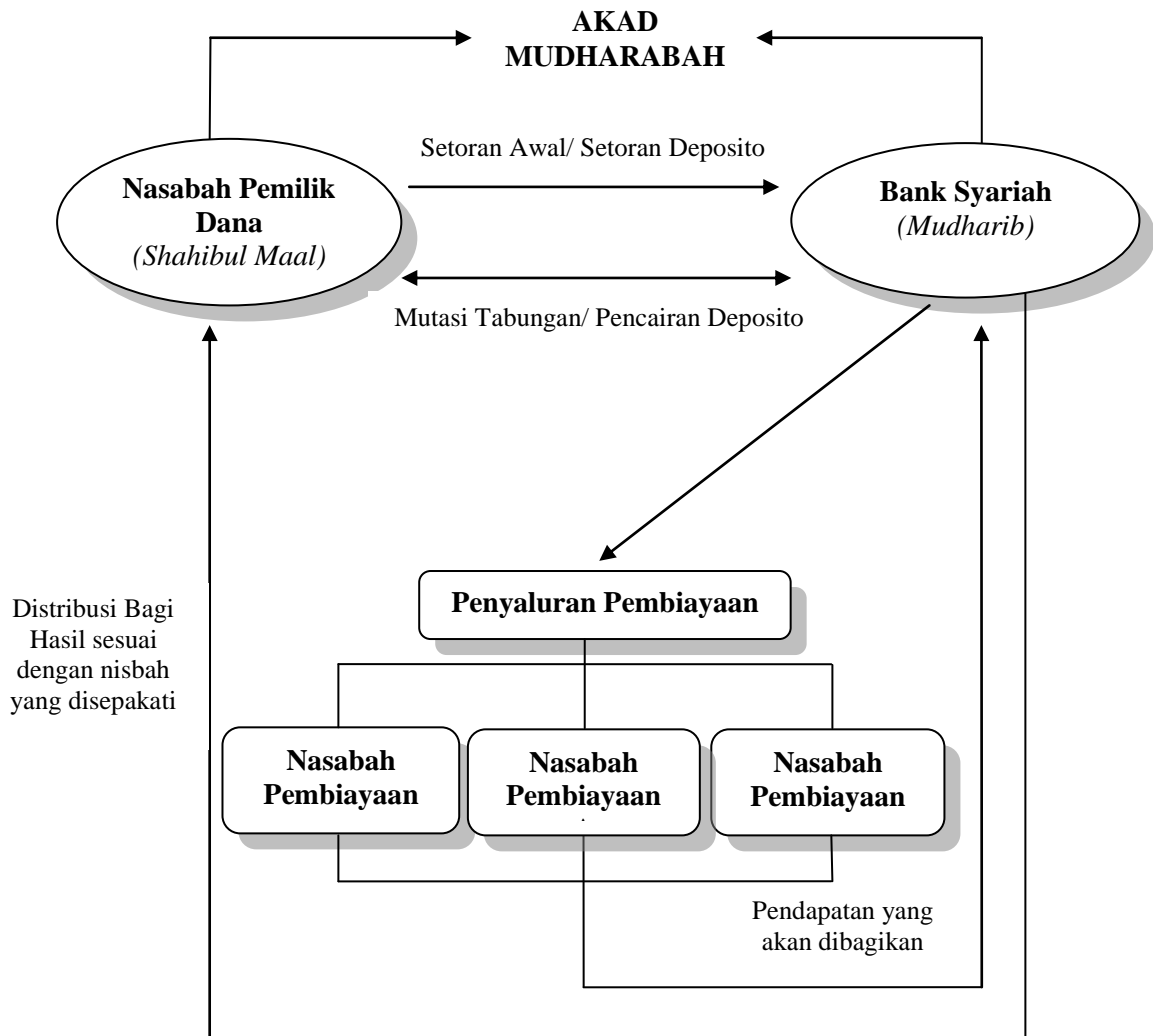 AKAD
MUDHARABAH
Setoran Awal/ Setoran Deposito
Nasabah Pemilik
Dana
(Shahibul Maal)
Bank Syariah
(Mudharib)
Mutasi Tabungan/ Pencairan Deposito
Penyaluran Pembiayaan
Distribusi Bagi
Hasil sesuai
dengan nisbah
yang disepakati
Nasabah
Pembiayaan
Nasabah
Pembiayaan
Nasabah
Pembiayaan
Pendapatan yang
akan dibagikan